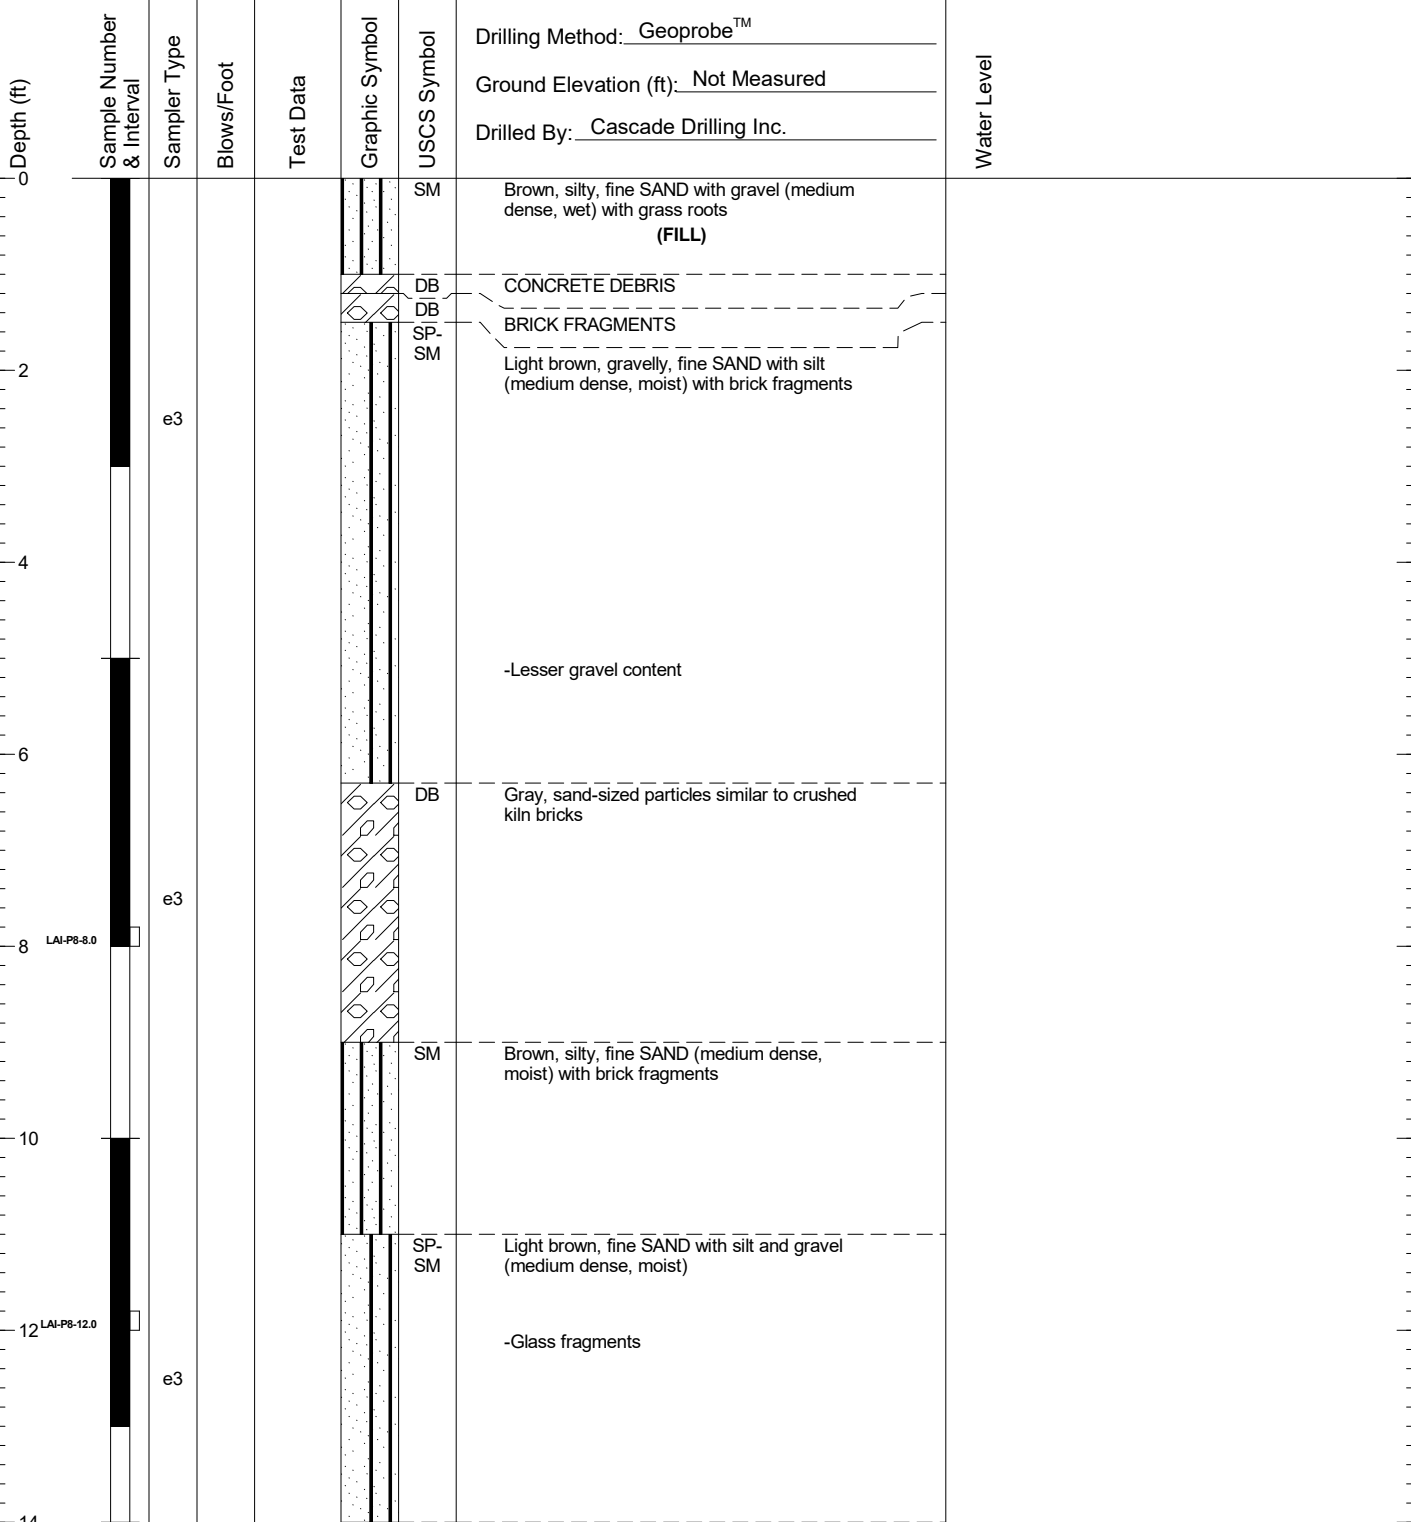 Depth (ft)
Sample Number
& Interval
Sampler Type
Blows/Foot
Test Data
Graphic Symbol
USCS Symbol
Drilling Method: Geoprobe™
Ground Elevation (ft): Not Measured
Drilled By: Cascade Drilling Inc.
Water Level
0
SM
Brown, silty, fine SAND with gravel (medium
dense, wet) with grass roots
(FILL)
DB
CONCRETE DEBRIS
DB
BRICK FRAGMENTS
SP-
SM
Light brown, gravelly, fine SAND with silt
(medium dense, moist) with brick fragments
2
e3
4
-Lesser gravel content
6
DB
Gray, sand-sized particles similar to crushed
kiln bricks
e3
8
LAI-P8-8.0
SM
Brown, silty, fine SAND (medium dense,
moist) with brick fragments
10
SP-
SM
Light brown, fine SAND with silt and gravel
(medium dense, moist)
12
LAI-P8-12.0
-Glass fragments
e3
14